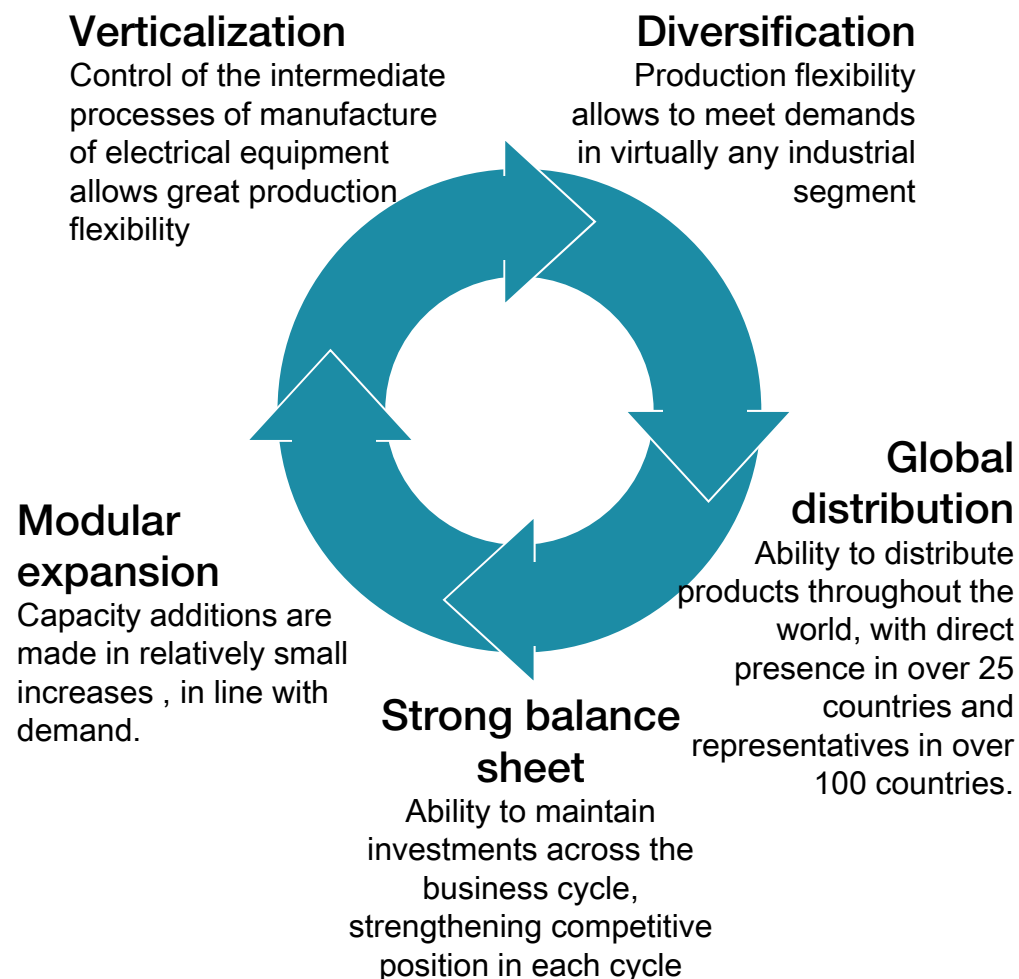 Verticalization
Control of the intermediate
processes of manufacture
of electrical equipment
allows great production
flexibility
Diversification
Production flexibility
allows to meet demands
in virtually any industrial
segment
Global
distribution
Ability to distribute
products throughout the
world, with direct
presence in over 25
countries and
representatives in over
100 countries.
Strong balance
sheet
Ability to maintain
investments across the
business cycle,
strengthening competitive
position in each cycle
Modular
expansion
Capacity additions are
made in relatively small
increases , in line with
demand.